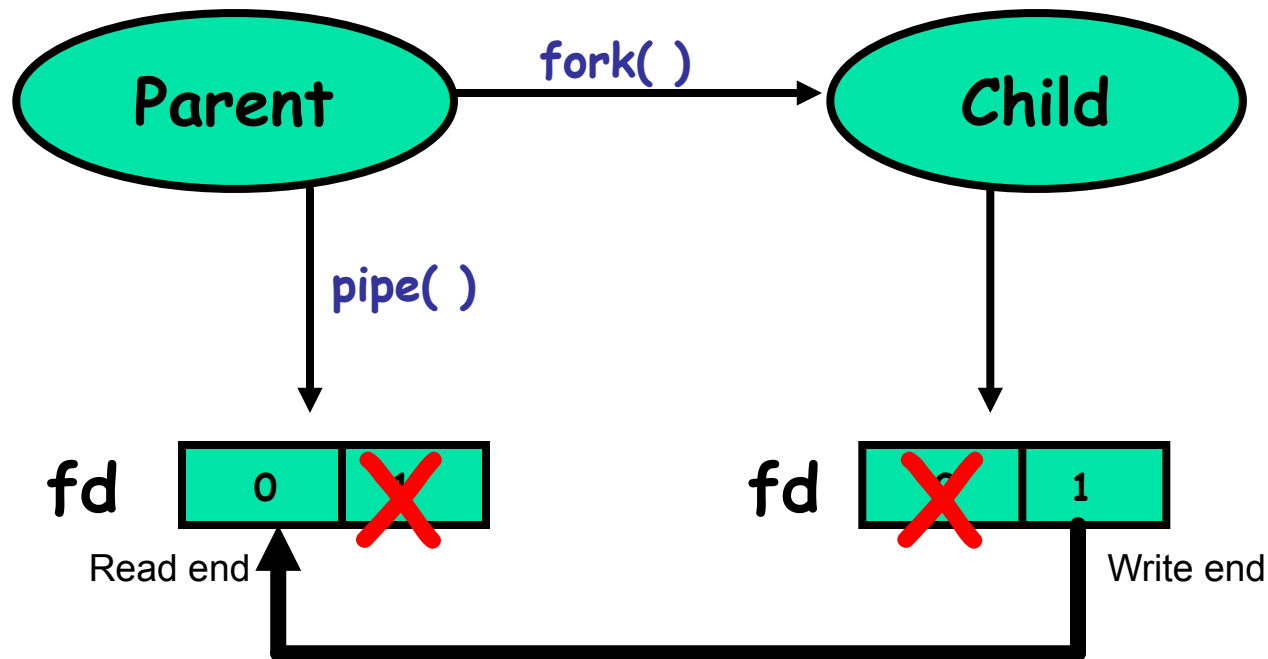 fork( )
Parent
Child
pipe( )
fd
0
fd
1
Read end
Write end